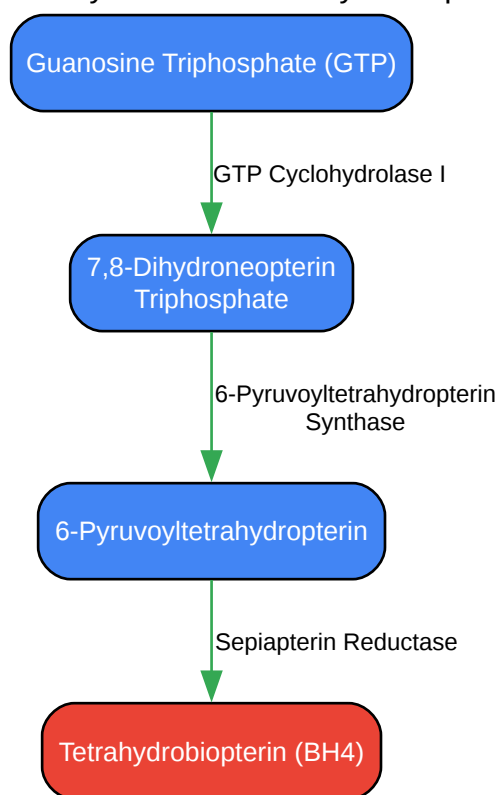 Guanosine Triphosphate (GTP)
GTP Cyclohydrolase I
7,8-Dihydroneopterin
Triphosphate
6-Pyruvoyltetrahydropterin
Synthase
6-Pyruvoyltetrahydropterin
Sepiapterin Reductase
Tetrahydrobiopterin (BH4)